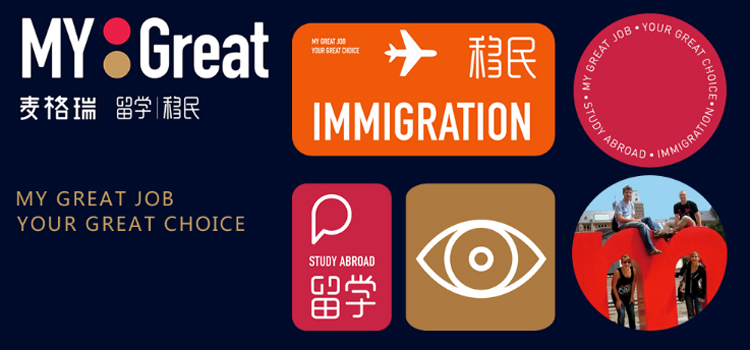 MY Great
麦格瑞 留学|移民
MY GREAT JOB
YOUR GREAT CHOICE
MY GREAT JOB
YOUR GREAT CHOICE
移民
IMMIGRATION
MY GREAT JOB • YOUR GREAT CHOICE • IMMIGRATION • STUDY ABROAD •
STUDY ABROAD
留学
m